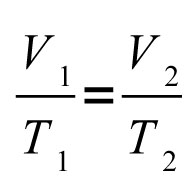 V₁/T₁ = V₂/T₂